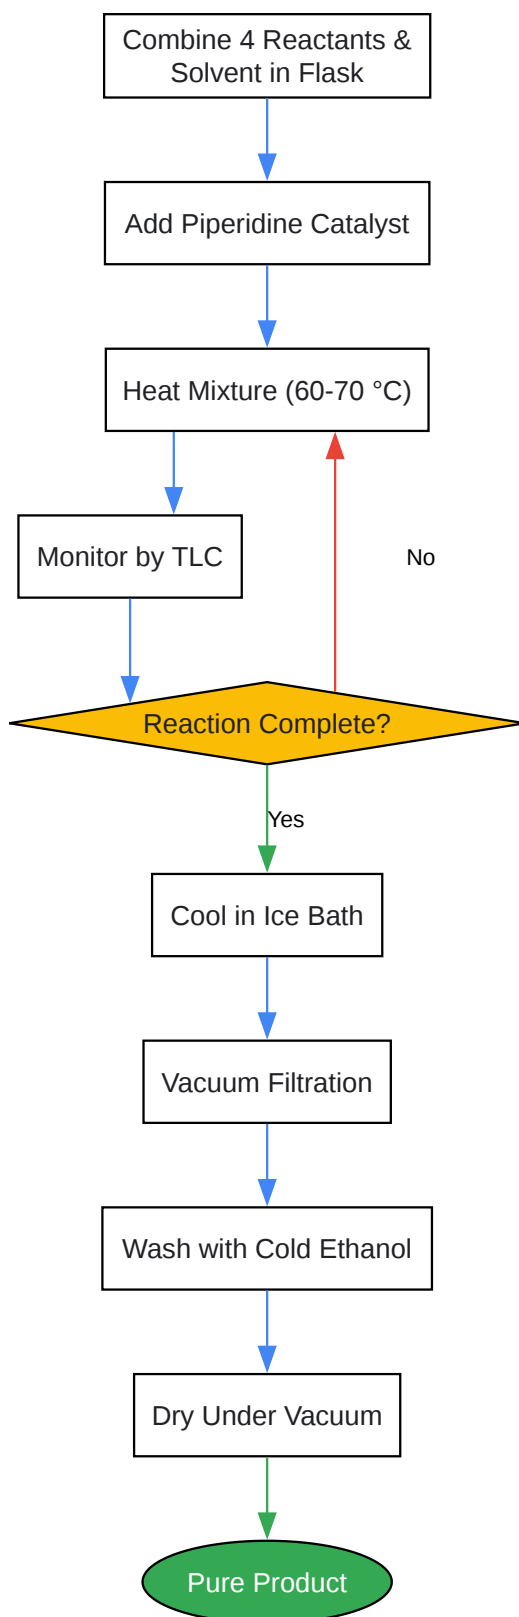 Combine 4 Reactants &
Solvent in Flask
Add Piperidine Catalyst
Heat Mixture (60-70 °C)
Monitor by TLC
No
Reaction Complete?
Yes
Cool in Ice Bath
Vacuum Filtration
Wash with Cold Ethanol
Dry Under Vacuum
Pure Product